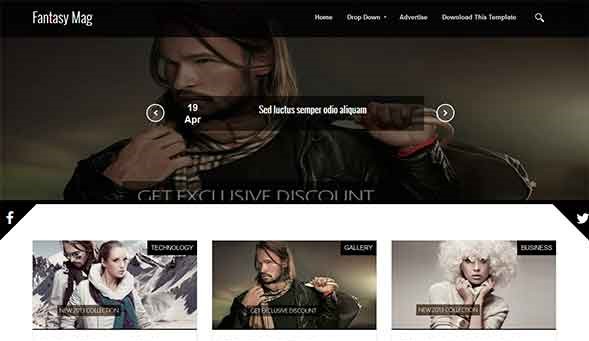 Fantasy Mag
Home Drop Down Advertise Download This Template
19
Apr
Sed luctus semper odio aliquam
GET EXCLUSIVE DISCOUNT
TECHNOLOGY
GALLERY
BUSINESS
NEW 2013 COLLECTION
GET EXCLUSIVE DISCOUNT
NEW 2013 COLLECTION